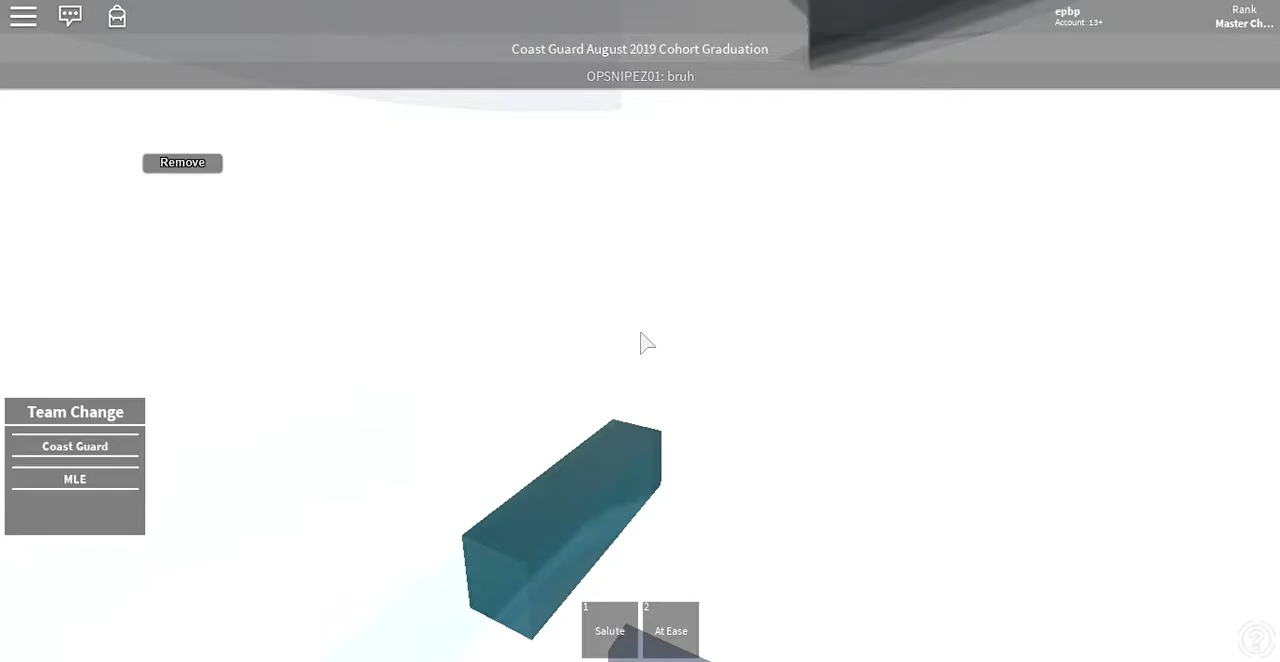 epbp
Account: 13+
Rank
Master Ch...
Coast Guard August 2019 Cohort Graduation
OPSNIPEZ01: bruh
Remove
Team Change
Coast Guard
MLE
1
Salute
2
At Ease
?